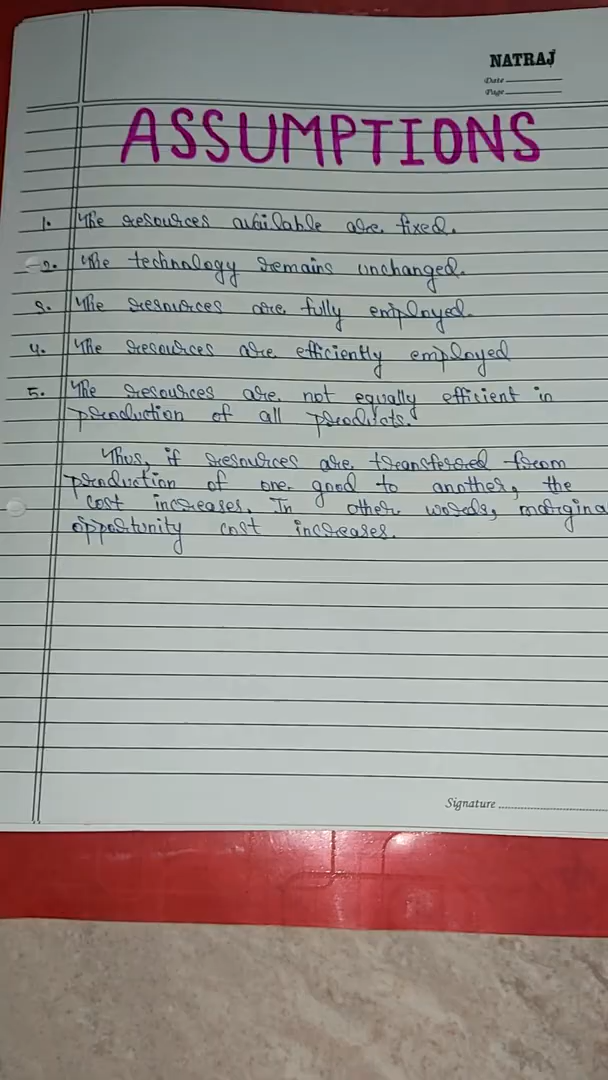 NATRAJ
Date
Page
ASSUMPTIONS
1. The resources available are fixed.
2. The technology remains unchanged.
3. The resources are fully employed.
4. The resources are efficiently employed
5. The resources are not equally efficient in
production of all products.
Thus, if resources are transferred from
production of one good to another, the
cost increases. In other words, margina
opportunity cost increases.
Signature